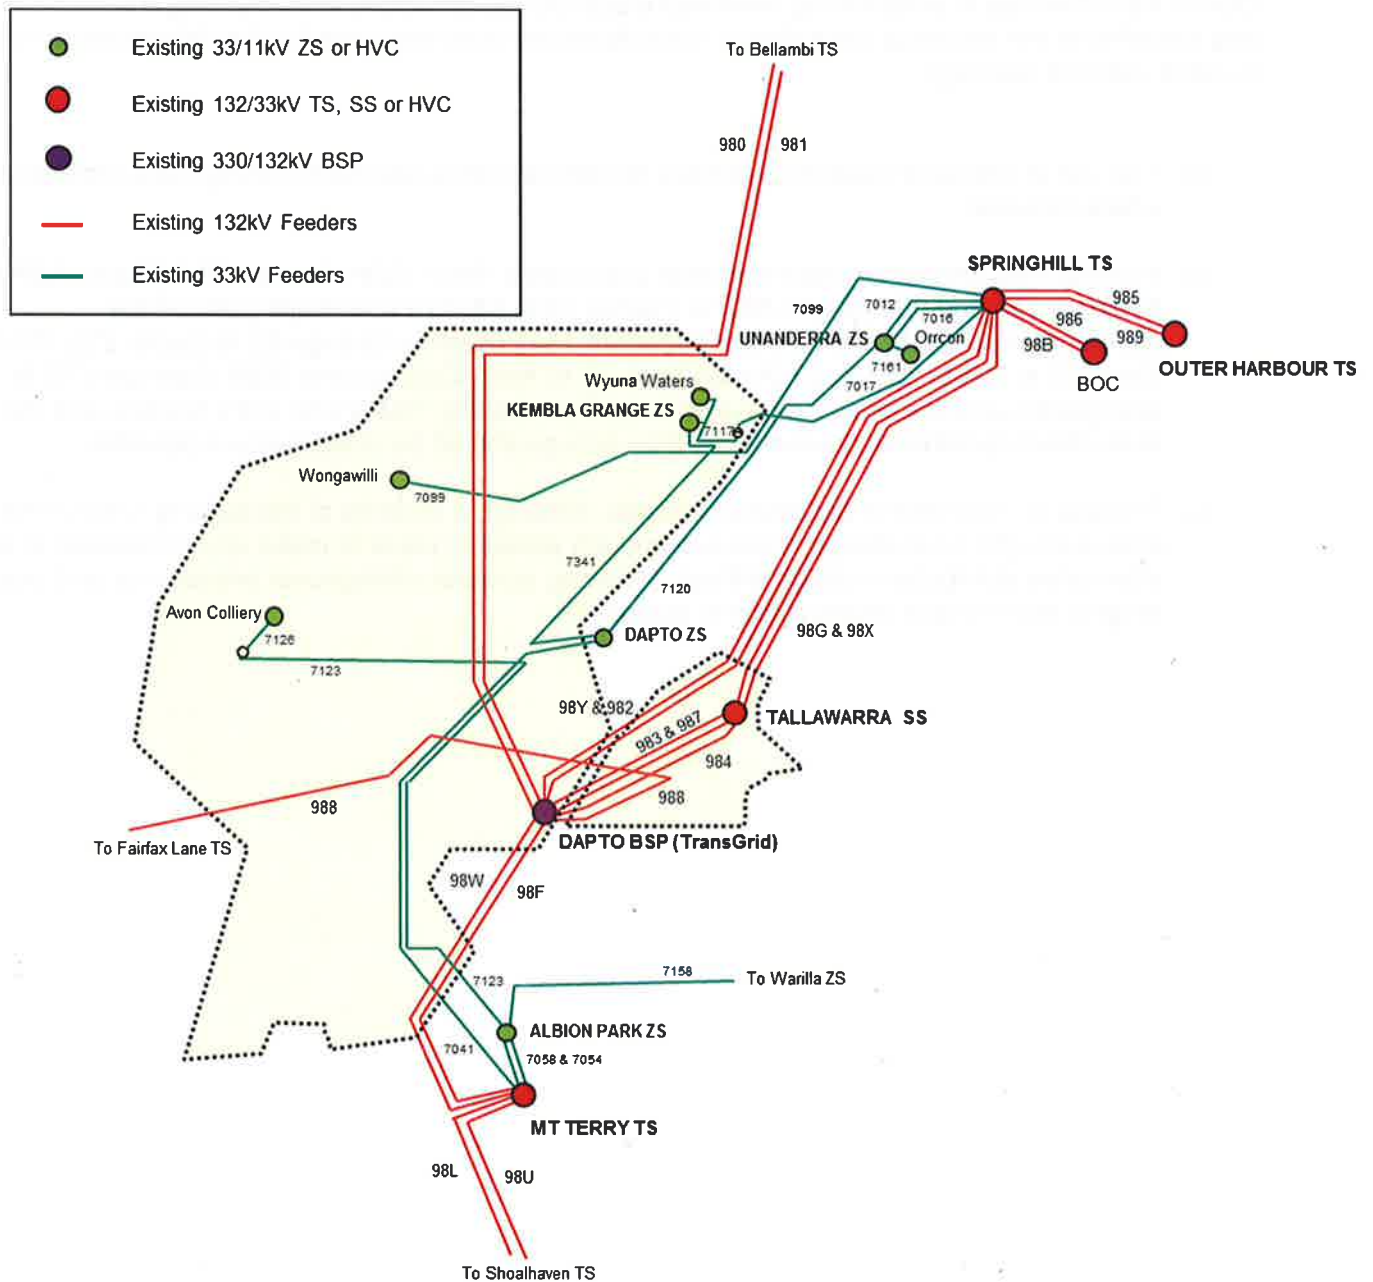 Existing 33/11kV ZS or HVC
Existing 132/33kV TS, SS or HVC
Existing 330/132kV BSP
Existing 132kV Feeders
Existing 33kV Feeders
To Bellambi TS
980
981
SPRINGHILL TS
7099
7012
7016
985
986
989
98B
UNANDERRA ZS
Orrcon
7161
7017
OUTER HARBOUR TS
BOC
Wyuna Waters
KEMBLA GRANGE ZS
7117
Wongawilli
7099
7341
7120
Avon Colliery
7126
7123
DAPTO ZS
98G & 98X
98Y & 982
983 & 987
TALLAWARRA SS
984
988
988
To Fairfax Lane TS
DAPTO BSP (TransGrid)
98W
98F
7123
7158
To Warilla ZS
ALBION PARK ZS
7041
7058 & 7054
MT TERRY TS
98L
98U
To Shoalhaven TS